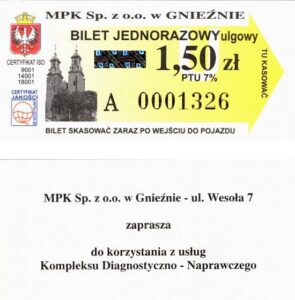 MPK Sp. z o.o. w GNIEŹNIE
BILET JEDNORAZOWY ulgowy
CERTYFIKAT ISO
9001
14001
18001
1,50 zł
PTU 7%
TU KASOWAĆ
CERTYFIKAT
JAKOŚCI
A 0001326
BILET SKASOWAĆ ZARAZ PO WEJŚCIU DO POJAZDU
MPK Sp. z o.o. w Gnieźnie - ul. Wesoła 7
zaprasza
do korzystania z usług
Kompleksu Diagnostyczno - Naprawczego